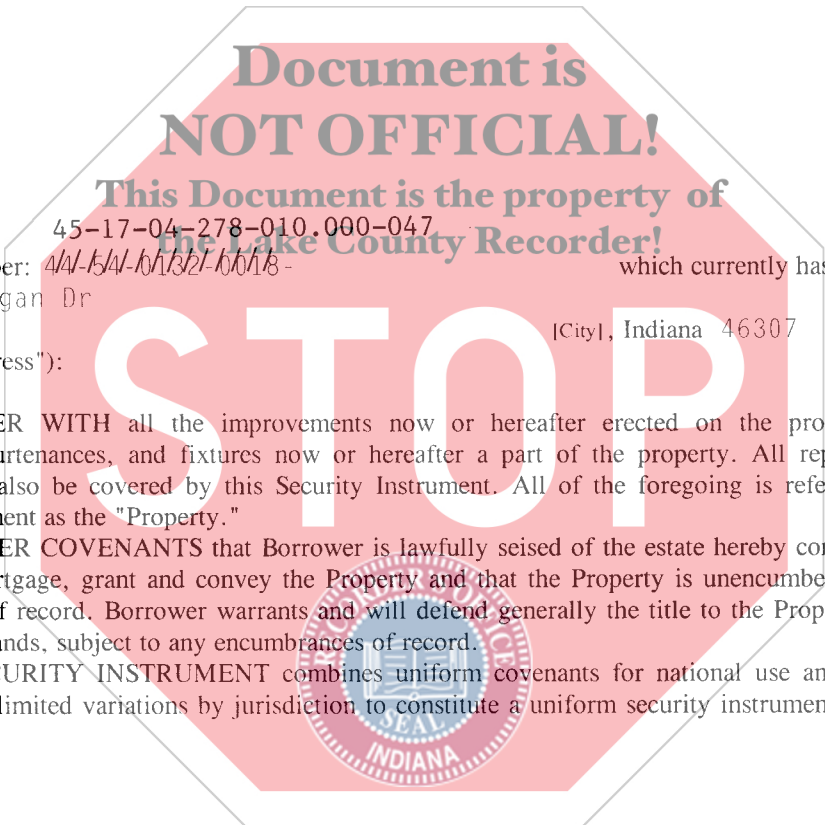 Document is
NOT OFFICIAL!
This Document is the property of
the Lake County Recorder!
STOP
45-17-04-278-010.000-047
er: 44-54-0132-0018- which currently has
gan Dr
[City], Indiana 46307
ess"):
ER WITH all the improvements now or hereafter erected on the pro
urtenances, and fixtures now or hereafter a part of the property. All rep
also be covered by this Security Instrument. All of the foregoing is refe
ent as the "Property."
ER COVENANTS that Borrower is lawfully seised of the estate hereby con
rtgage, grant and convey the Property and that the Property is unencumbe
f record. Borrower warrants and will defend generally the title to the Prop
ands, subject to any encumbrances of record.
CURITY INSTRUMENT combines uniform covenants for national use an
limited variations by jurisdiction to constitute a uniform security instrumen
RECORDER'S OFFICE
SEAL
INDIANA